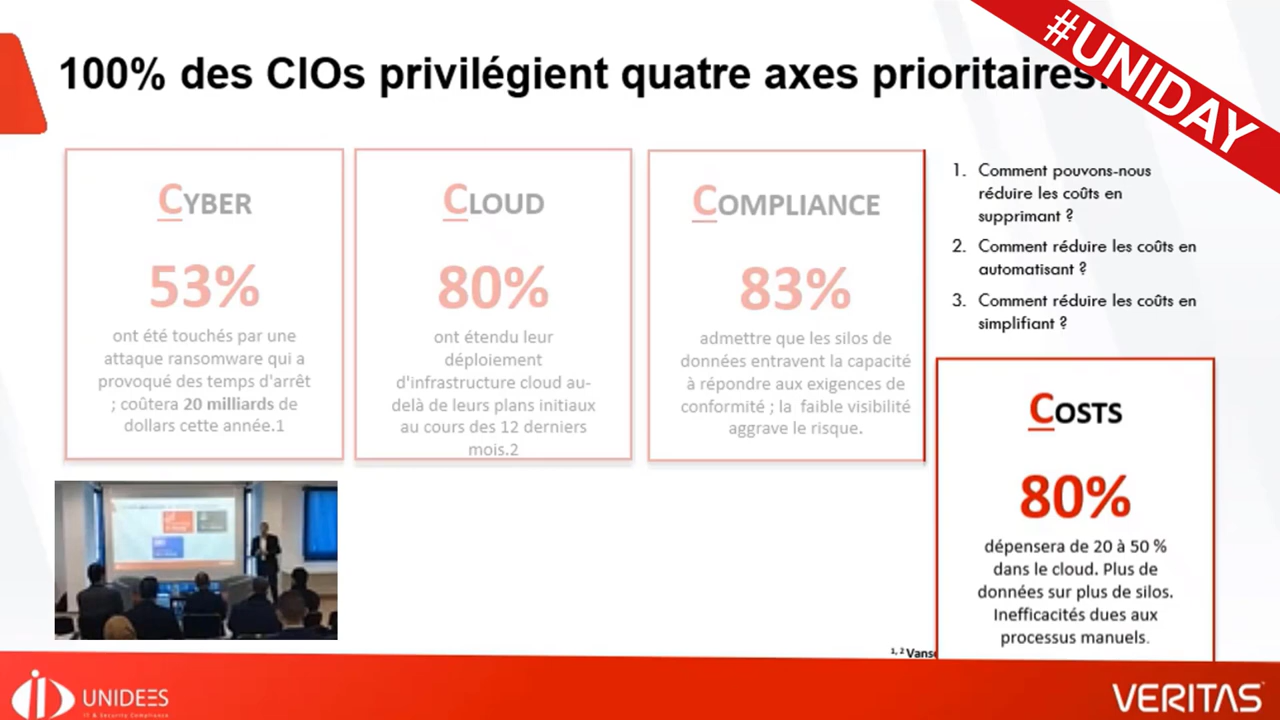 100% des CIOs privilégient quatre axes prioritaires.
#UNIDAY
CYBER
53%
ont été touchés par une
attaque ransomware qui a
provoqué des temps d'arrêt
; coûtera 20 milliards de
dollars cette année.1
CLOUD
80%
ont étendu leur
déploiement
d'infrastructure cloud au-
delà de leurs plans initiaux
au cours des 12 derniers
mois.2
COMPLIANCE
83%
admettre que les silos de
données entravent la capacité
à répondre aux exigences de
conformité ; la faible visibilité
aggrave le risque.
1. Comment pouvons-nous
réduire les coûts en
supprimant ?
2. Comment réduire les coûts en
automatisant ?
3. Comment réduire les coûts en
simplifiant ?
COSTS
80%
dépensera de 20 à 50 %
dans le cloud. Plus de
données sur plus de silos.
Inefficacités dues aux
processus manuels.
1, 2
UNIDEES
IT & Security Compliance
VERITAS